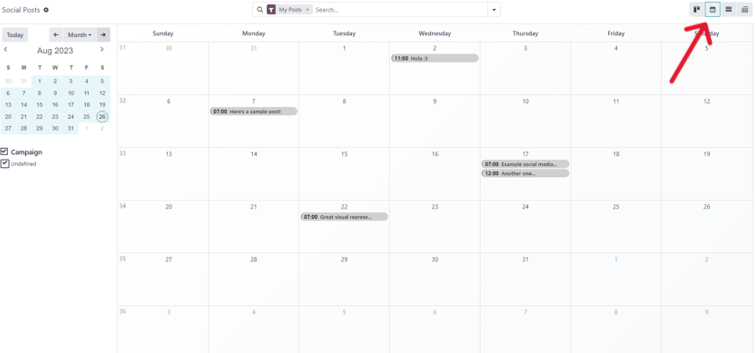 Social Posts
My Posts × Search...
Today Month
Aug 2023
S M T W T F S
30 31 1 2 3 4 5
6 7 8 9 10 11 12
13 14 15 16 17 18 19
20 21 22 23 24 25 26
27 28 29 30 31 1 2
Campaign
Undefined
Sunday Monday Tuesday Wednesday Thursday Friday
31 30 31 1 2 3 4 5
11:00 Hola :)
32 6 7 8 9 10 11 12
07:00 Here's a sample post!
33 13 14 15 16 17 18 19
07:00 Example social media...
12:00 Another one...
34 20 21 22 23 24 25 26
07:00 Great visual represe...
35 27 28 29 30 31 1 2
36 3 4 5 6 7 8 9